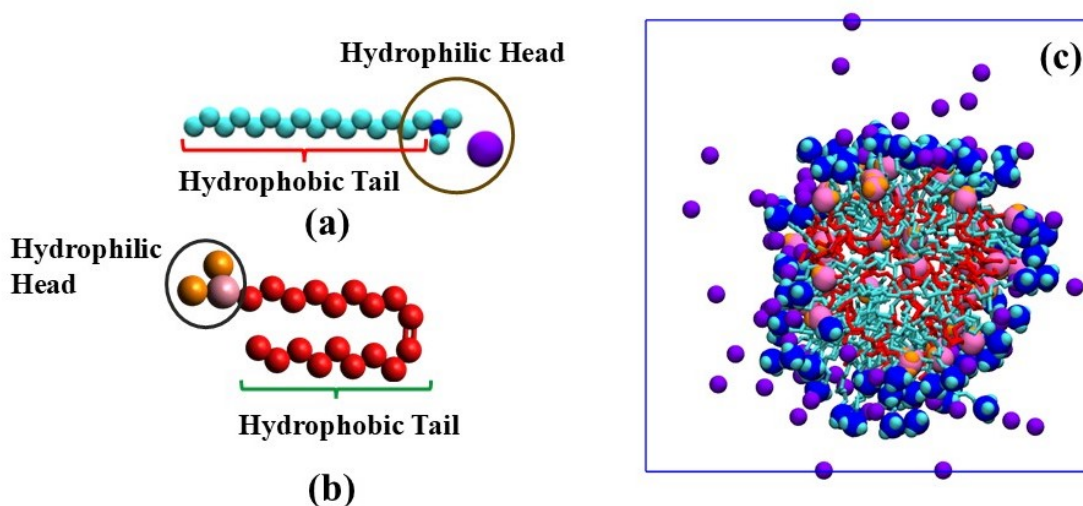 Hydrophilic Head
Hydrophobic Tail
(a)
Hydrophilic
Head
Hydrophobic Tail
(b)
(c)